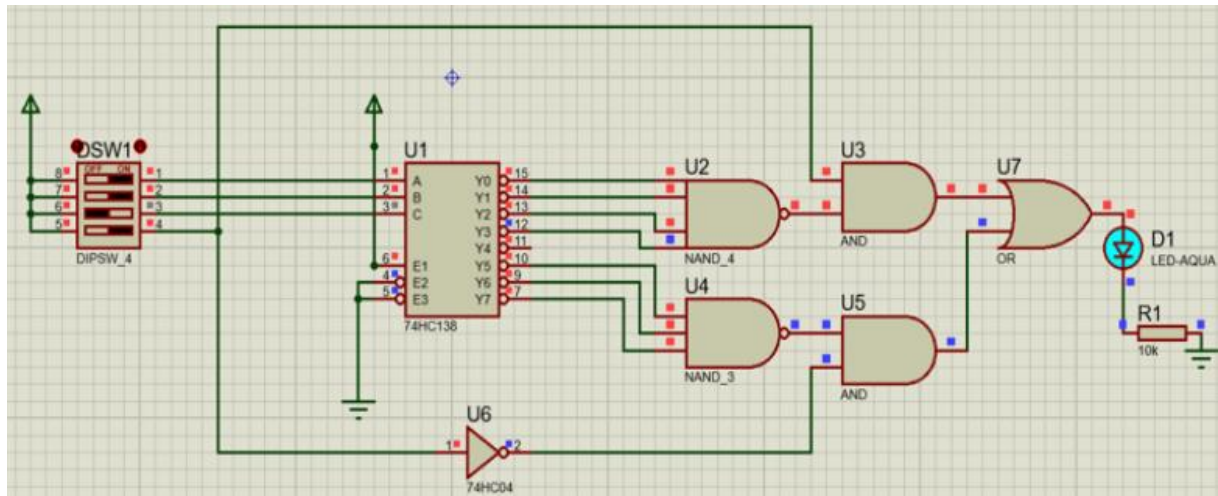 DSW1
OFF ON
8 1
7 2
6 3
5 4
DIPSW_4
U1
1 A Y0 15
2 B Y1 14
3 C Y2 13
Y3 12
Y4 11
6 E1 Y5 10
4 E2 Y6 9
5 E3 Y7 7
74HC138
U2
NAND_4
U3
AND
U4
NAND_3
U5
AND
U6
1 2
74HC04
U7
OR
D1
LED-AQUA
R1
10k